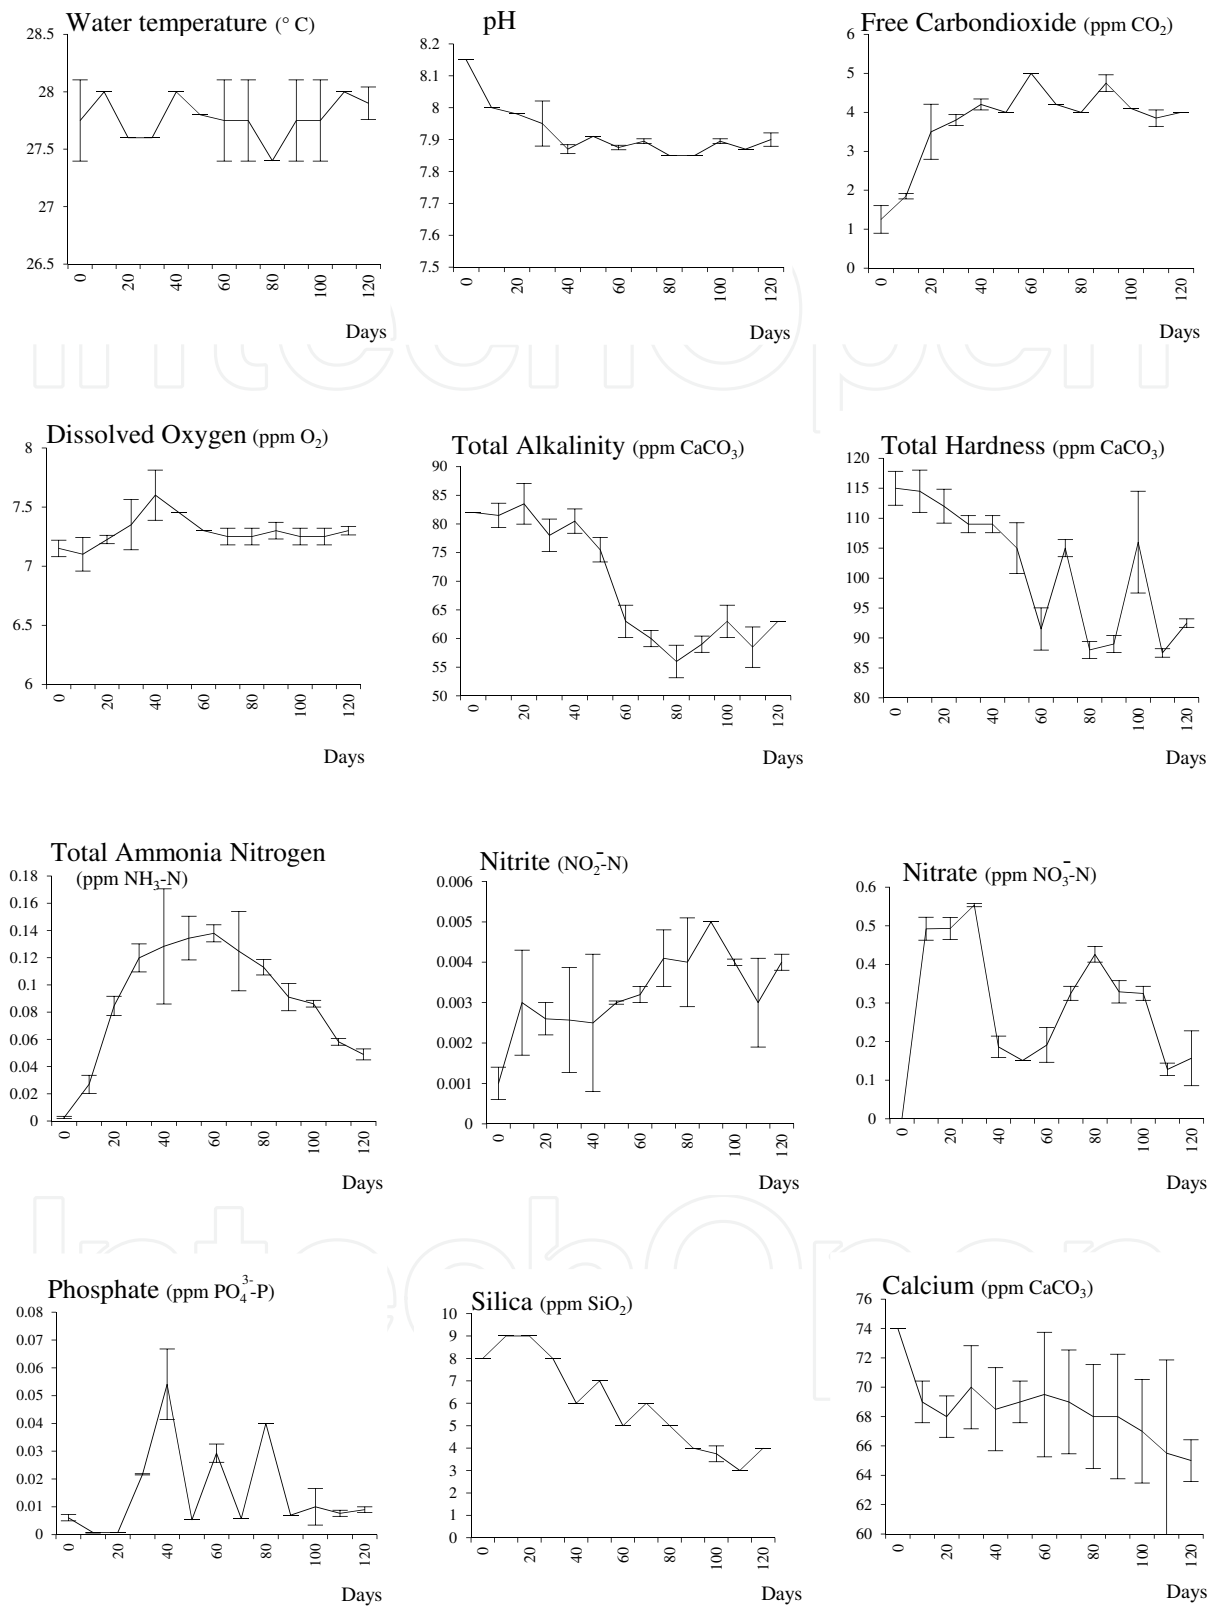 Water temperature (° C)
28.5
28
27.5
27
26.5
0 20 40 60 80 100 120
Days
pH
8.2
8.1
8
7.9
7.8
7.7
7.6
7.5
0 20 40 60 80 100 120
Days
Free Carbondioxide (ppm CO₂)
6
5
4
3
2
1
0
0 20 40 60 80 100 120
Days
IntechOpen
Dissolved Oxygen (ppm O₂)
8
7.5
7
6.5
6
0 20 40 60 80 100 120
Days
Total Alkalinity (ppm CaCO₃)
90
85
80
75
70
65
60
55
50
0 20 40 60 80 100 120
Days
Total Hardness (ppm CaCO₃)
120
115
110
105
100
95
90
85
80
0 20 40 60 80 100 120
Days
Total Ammonia Nitrogen
(ppm NH₃-N)
0.18
0.16
0.14
0.12
0.1
0.08
0.06
0.04
0.02
0
0 20 40 60 80 100 120
Days
Nitrite (NO₂⁻-N)
0.006
0.005
0.004
0.003
0.002
0.001
0
0 20 40 60 80 100 120
Days
Nitrate (ppm NO₃⁻-N)
0.6
0.5
0.4
0.3
0.2
0.1
0
0 20 40 60 80 100 120
Days
IntechOpen
Phosphate (ppm PO₄³⁻-P)
0.08
0.07
0.06
0.05
0.04
0.03
0.02
0.01
0
0 20 40 60 80 100 120
Days
Silica (ppm SiO₂)
10
9
8
7
6
5
4
3
2
1
0
0 20 40 60 80 100 120
Days
Calcium (ppm CaCO₃)
76
74
72
70
68
66
64
62
60
0 20 40 60 80 100 120
Days